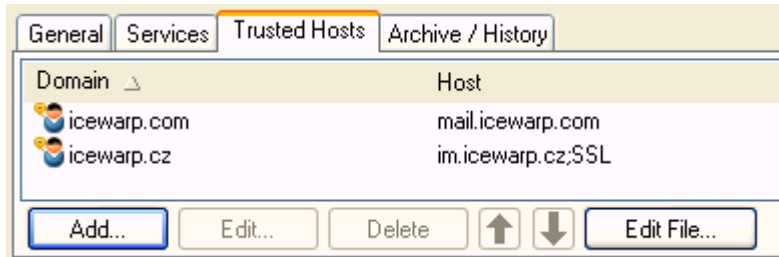 General Services Trusted Hosts Archive / History
Domain Host
icewarp.com mail.icewarp.com
icewarp.cz im.icewarp.cz;SSL
Add... Edit... Delete Edit File...